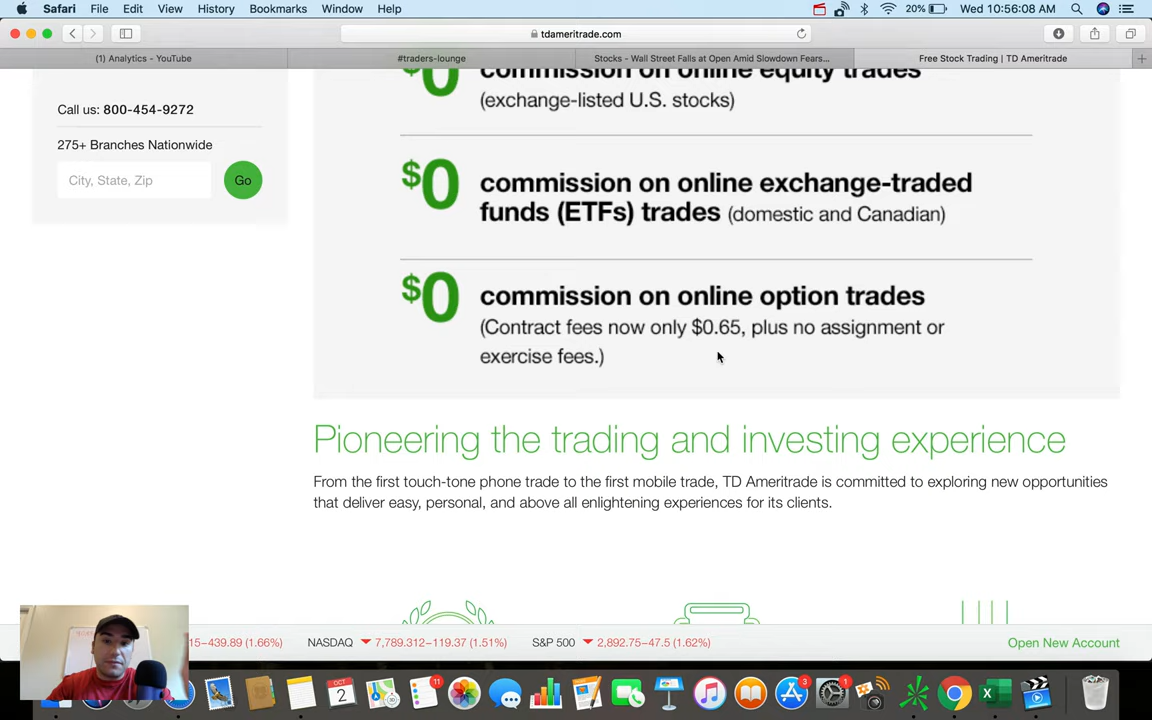 Safari File Edit View History Bookmarks Window Help 20% Wed 10:56:08 AM
tdameritrade.com
(1) Analytics - YouTube #traders-lounge Stocks - Wall Street Falls at Open Amid Slowdown Fears... Free Stock Trading | TD Ameritrade
Call us: 800-454-9272
275+ Branches Nationwide
City, State, Zip Go
$0 commission on online equity trades
(exchange-listed U.S. stocks)
$0 commission on online exchange-traded
funds (ETFs) trades (domestic and Canadian)
$0 commission on online option trades
(Contract fees now only $0.65, plus no assignment or
exercise fees.)
Pioneering the trading and investing experience
From the first touch-tone phone trade to the first mobile trade, TD Ameritrade is committed to exploring new opportunities
that deliver easy, personal, and above all enlightening experiences for its clients.
15-439.89 (1.66%) NASDAQ 7,789.312-119.37 (1.51%) S&P 500 2,892.75-47.5 (1.62%) Open New Account
OCT 2 11 3 1